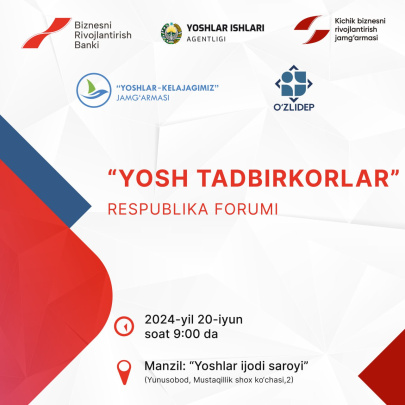 Biznesni
Rivojlantirish
Banki
YOSHLAR ISHLARI
AGENTLIGI
Kichik biznesni
rivojlantirish
jamg'armasi
"YOSHLAR - KELAJAGIMIZ"
JAMG'ARMASI
O'ZLIDEP
"YOSH TADBIRKORLAR"
RESPUBLIKA FORUMI
2024-yil 20-iyun
soat 9:00 da
Manzil: "Yoshlar ijodi saroyi"
(Yunusobod, Mustaqillik shox ko'chasi,2)